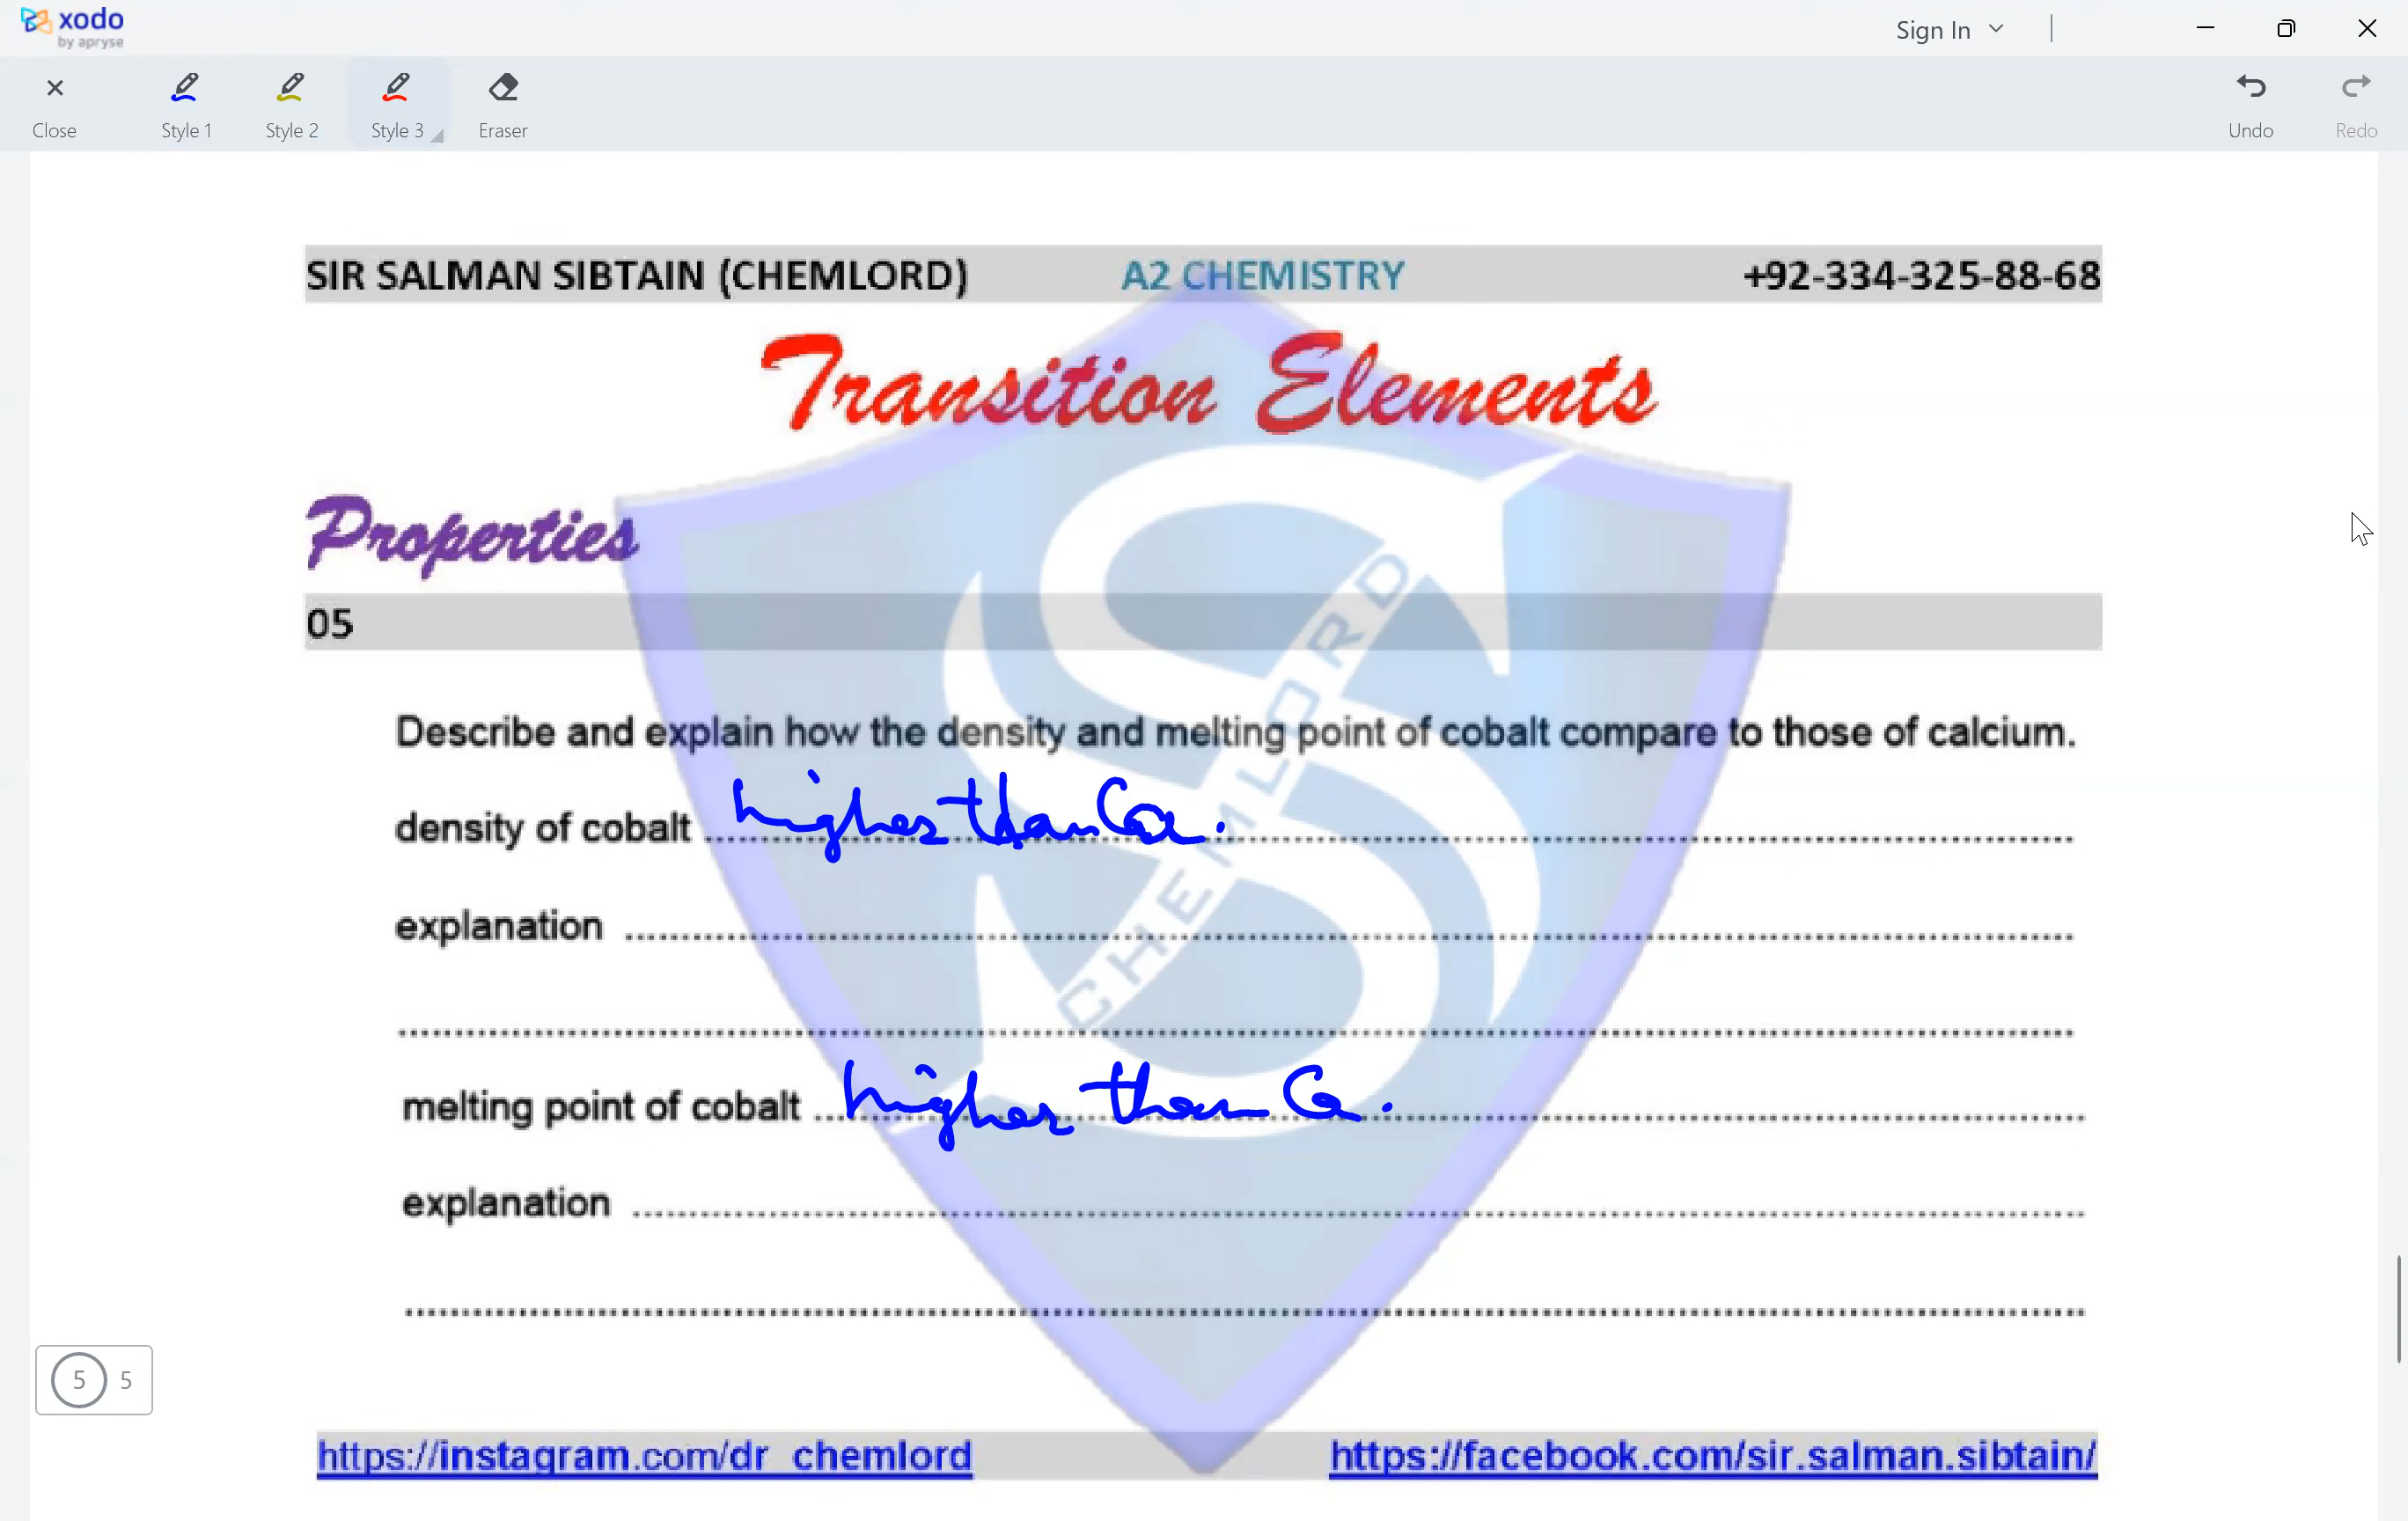 xodo
by apryse
Sign In
Close
Style 1
Style 2
Style 3
Eraser
Undo
Redo
SIR SALMAN SIBTAIN (CHEMLORD) A2 CHEMISTRY +92-334-325-88-68
Transition Elements
Properties
05
Describe and explain how the density and melting point of cobalt compare to those of calcium.
density of cobalt higher than Ca.
explanation
melting point of cobalt higher than Ca.
explanation
CHEMLORD
5 5
https://instagram.com/dr_chemlord https://facebook.com/sir.salman.sibtain/